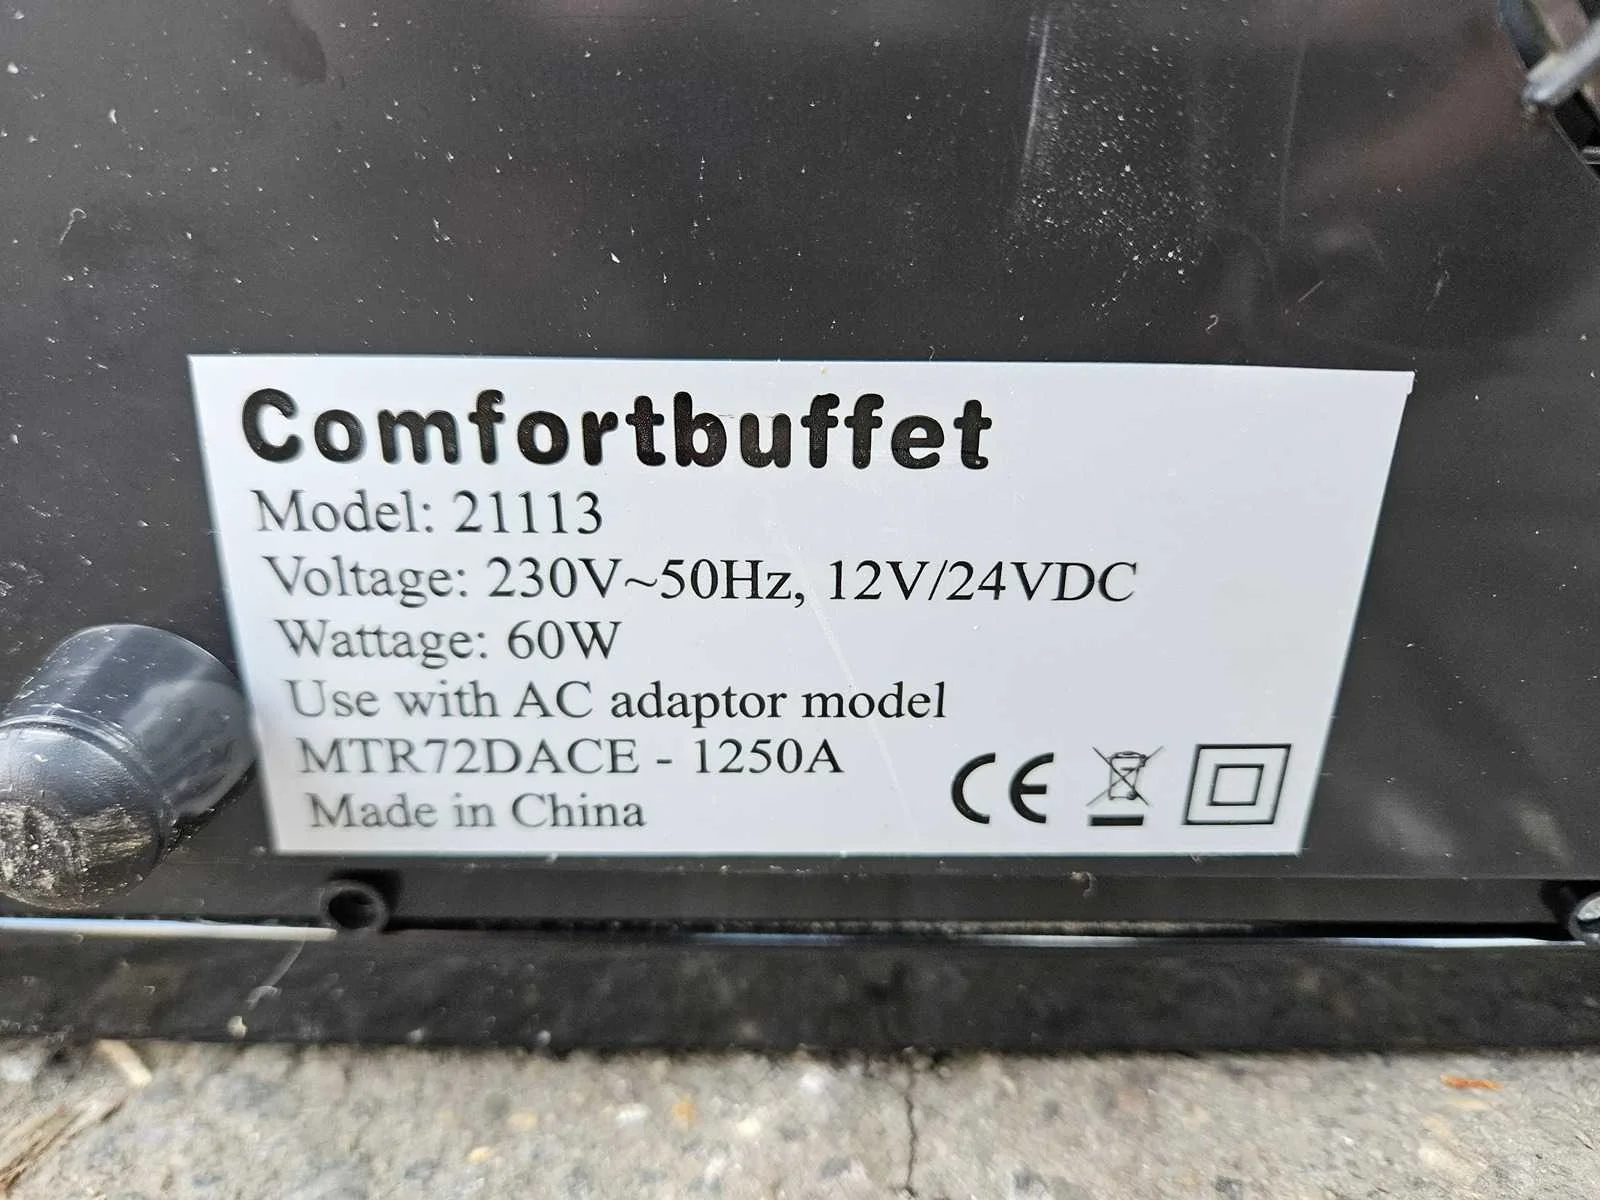 Comfortbuffet
Model: 21113
Voltage: 230V~50Hz, 12V/24VDC
Wattage: 60W
Use with AC adaptor model
MTR72DACE - 1250A
Made in China
CE